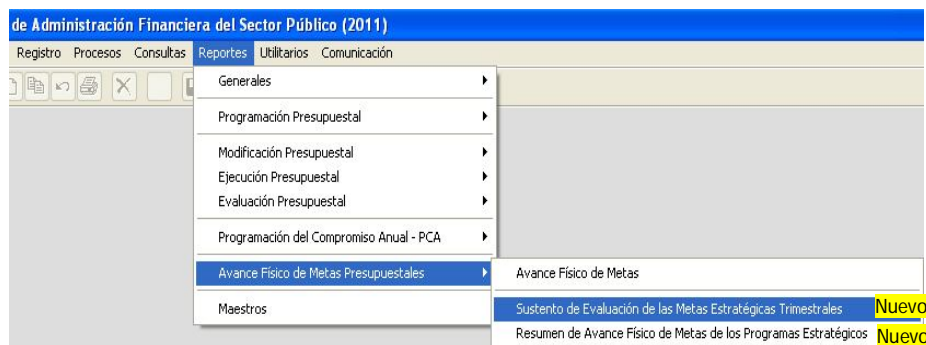 de Administración Financiera del Sector Público (2011)
Registro Procesos Consultas Reportes Utilitarios Comunicación
Generales
Programación Presupuestal
Modificación Presupuestal
Ejecución Presupuestal
Evaluación Presupuestal
Programación del Compromiso Anual - PCA
Avance Físico de Metas Presupuestales
Maestros
Avance Físico de Metas
Sustento de Evaluación de las Metas Estratégicas Trimestrales Nuevo
Resumen de Avance Físico de Metas de los Programas Estratégicos Nuevo